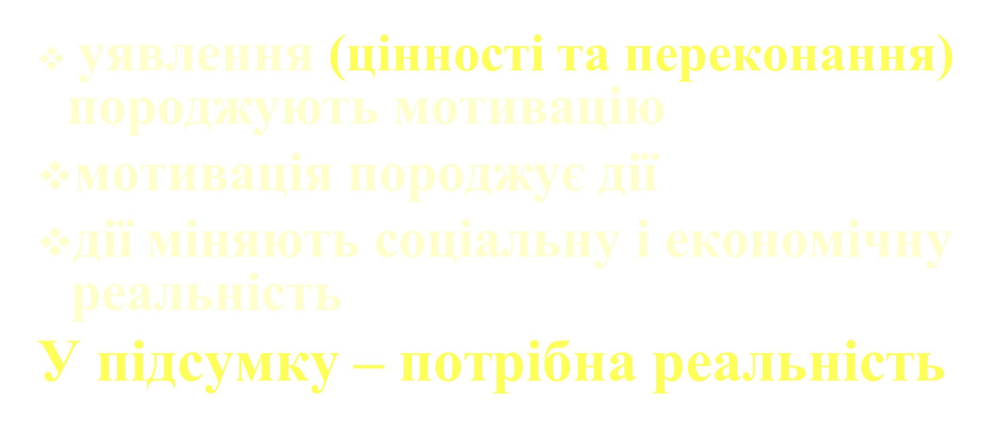 ❖ уявлення (цінності та переконання)
породжують мотивацію
❖мотивація породжує дії
❖дії міняють соціальну і економічну
реальність
У підсумку – потрібна реальність